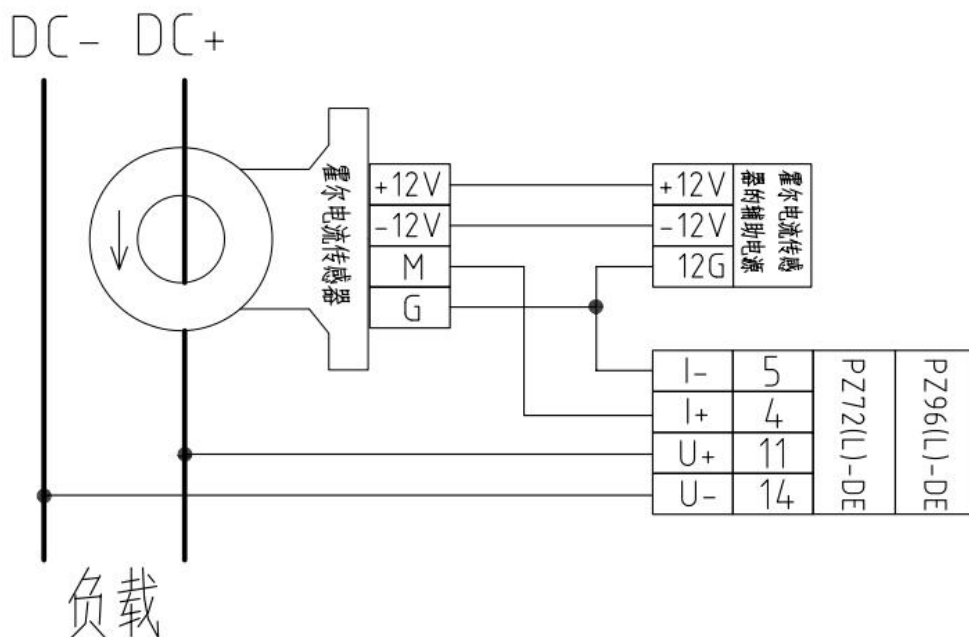 DC- DC+
霍尔电流传感器
+12V
-12V
M
G
+12V
-12V
12G
霍尔电流传感
器的辅助电源
I- 5
I+ 4
U+ 11
U- 14
PZ72(L)-DE
PZ96(L)-DE
负载